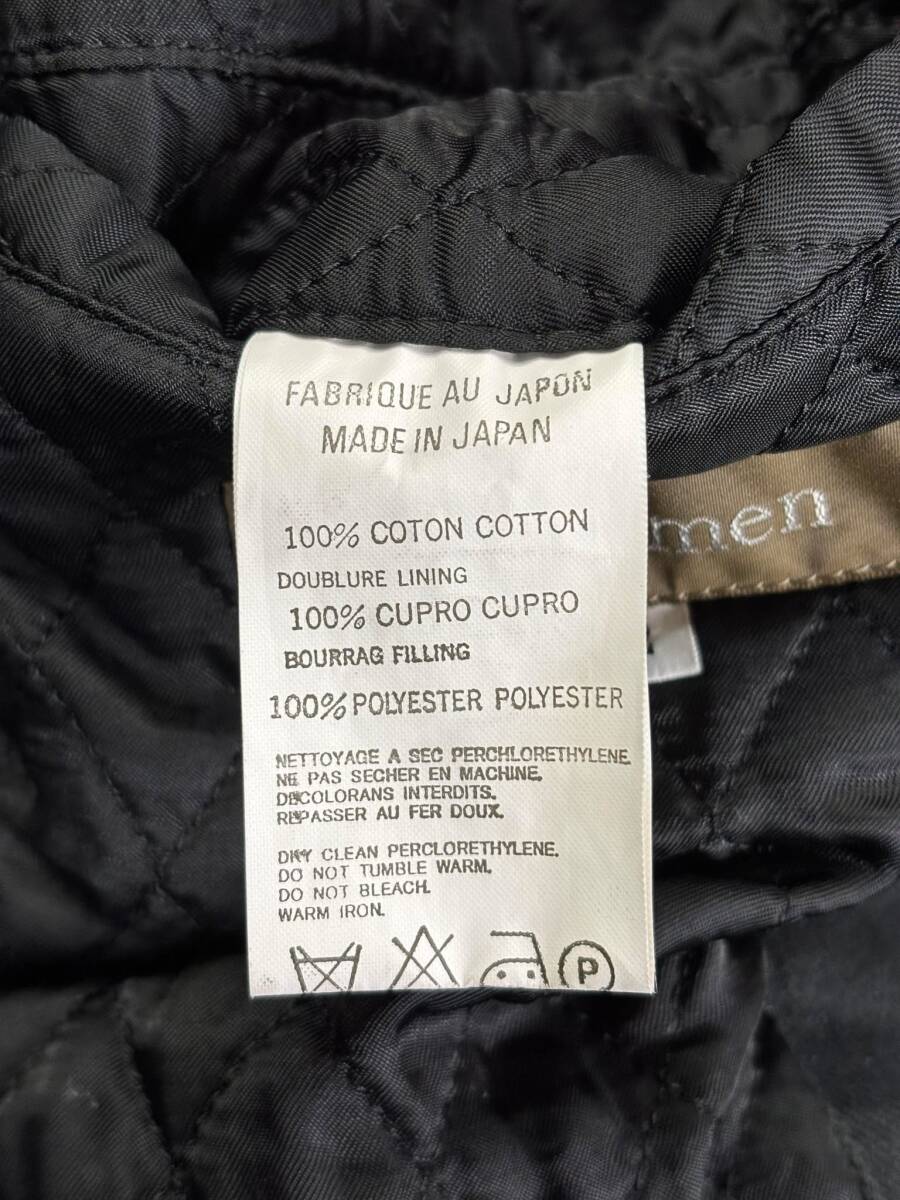 FABRIQUE AU JAPON
MADE IN JAPAN
100% COTON COTTON
DOUBLURE LINING
100% CUPRO CUPRO
BOURRAG FILLING
100% POLYESTER POLYESTER
NETTOYAGE A SEC PERCHLORETHYLENE
NE PAS SECHER EN MACHINE.
DECOLORANS INTERDITS.
REPASSER AU FER DOUX.
DRY CLEAN PERCLORETHYLENE.
DO NOT TUMBLE WARM.
DO NOT BLEACH.
WARM IRON.
P
men